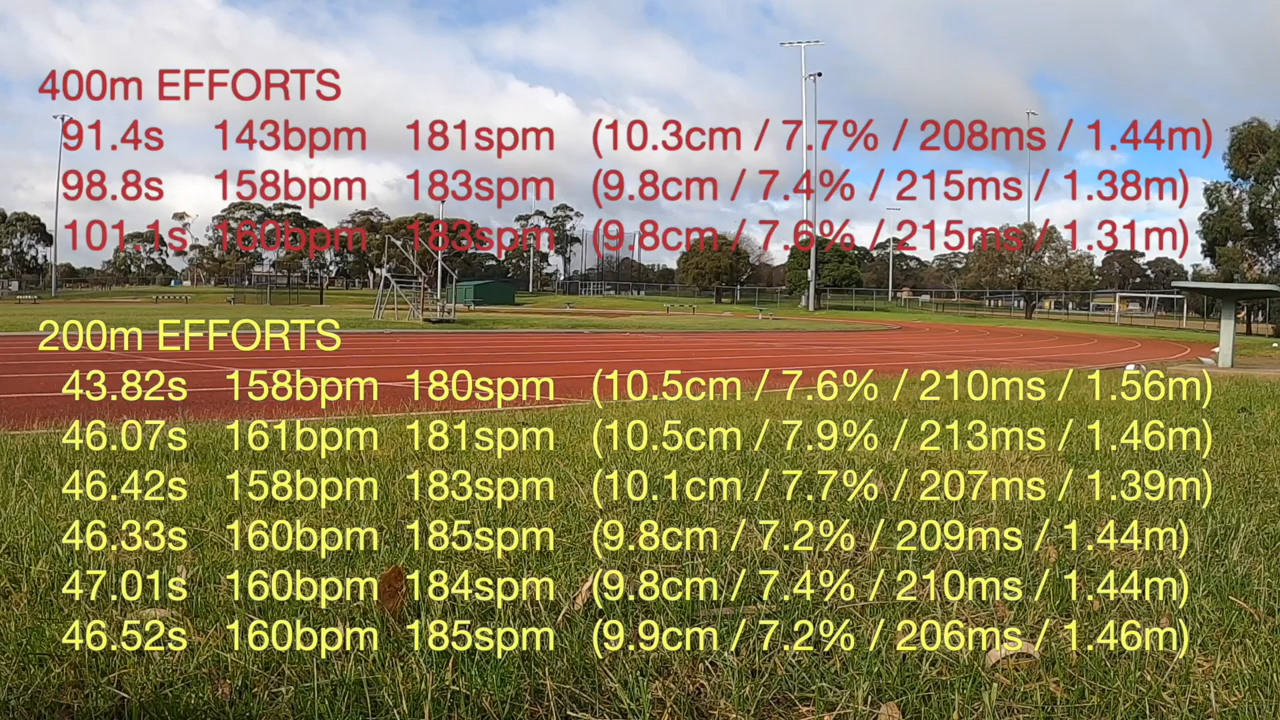 400m EFFORTS
91.4s 143bpm 181spm (10.3cm / 7.7% / 208ms / 1.44m)
98.8s 158bpm 183spm (9.8cm / 7.4% / 215ms / 1.38m)
101.1s 160bpm 183spm (9.8cm / 7.6% / 215ms / 1.31m)
200m EFFORTS
43.82s 158bpm 180spm (10.5cm / 7.6% / 210ms / 1.56m)
46.07s 161bpm 181spm (10.5cm / 7.9% / 213ms / 1.46m)
46.42s 158bpm 183spm (10.1cm / 7.7% / 207ms / 1.39m)
46.33s 160bpm 185spm (9.8cm / 7.2% / 209ms / 1.44m)
47.01s 160bpm 184spm (9.8cm / 7.4% / 210ms / 1.44m)
46.52s 160bpm 185spm (9.9cm / 7.2% / 206ms / 1.46m)